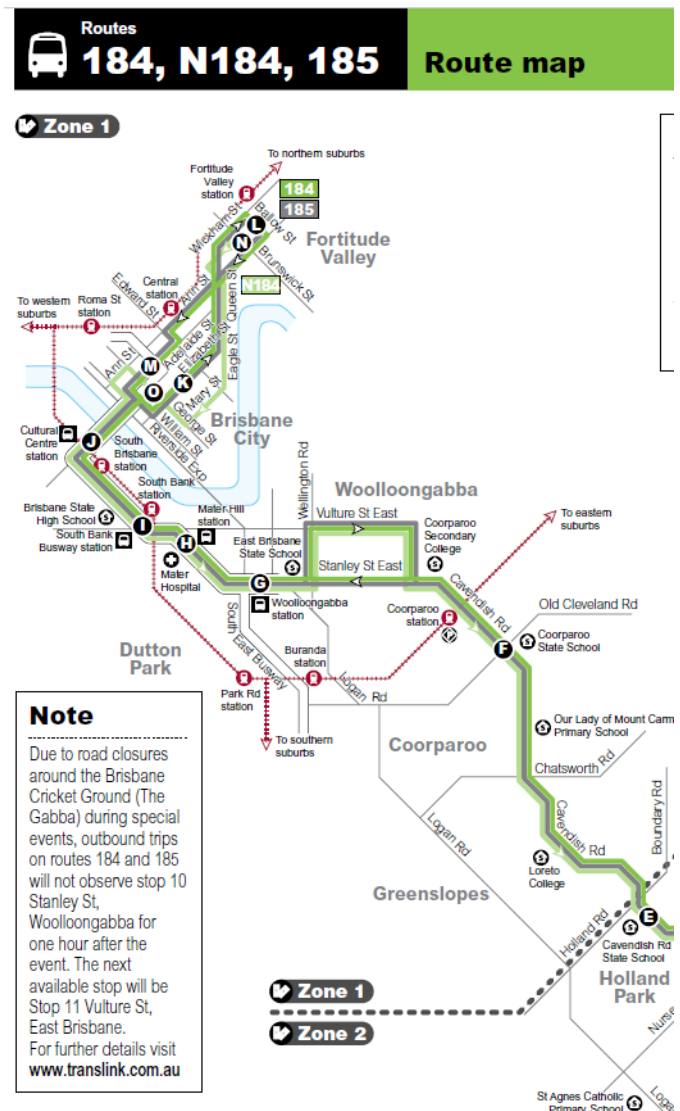 Routes
184, N184, 185
Route map
Zone 1
To northern suburbs
Fortitude
Valley
station
184
185
Wickham St
L
Ballow St
N
Fortitude
Valley
Brunswick St
N184
Queen St
Central
station
Ann St
Edward St
To western
suburbs
Roma St
station
Adelaide St
Elizabeth St
Eagle St
Ann St
M
O
K
St Mary's
George St
William St
Riverside Exp
Brisbane
City
Cultural
Centre
station
J
South
Brisbane
station
South Bank
station
Wellington Rd
Woolloongabba
Brisbane State
High School
Mater Hill
station
Vulture St East
Coorparoo
Secondary
College
To eastern
suburbs
I
South Bank
Busway station
H
East Brisbane
State School
Stanley St East
Mater
Hospital
G
Cavendish Rd
Woolloongabba
station
Coorparoo
station
Old Cleveland Rd
F
Coorparoo
State School
Dutton
Park
South East Busway
Buranda
station
Logan Rd
Park Rd
station
To southern
suburbs
Our Lady of Mount Carm
Primary School
Coorparoo
Chatsworth Rd
Boundary Rd
Cavendish Rd
Logan Rd
Loreto
College
Greenslopes
Holland Rd
E
Cavendish Rd
State School
Holland
Park
Zone 1
Zone 2
Nurse
St Agnes Catholic
Primary School
Loga
Note
Due to road closures
around the Brisbane
Cricket Ground (The
Gabba) during special
events, outbound trips
on routes 184 and 185
will not observe stop 10
Stanley St,
Woolloongabba for
one hour after the
event. The next
available stop will be
Stop 11 Vulture St,
East Brisbane.
For further details visit
www.translink.com.au